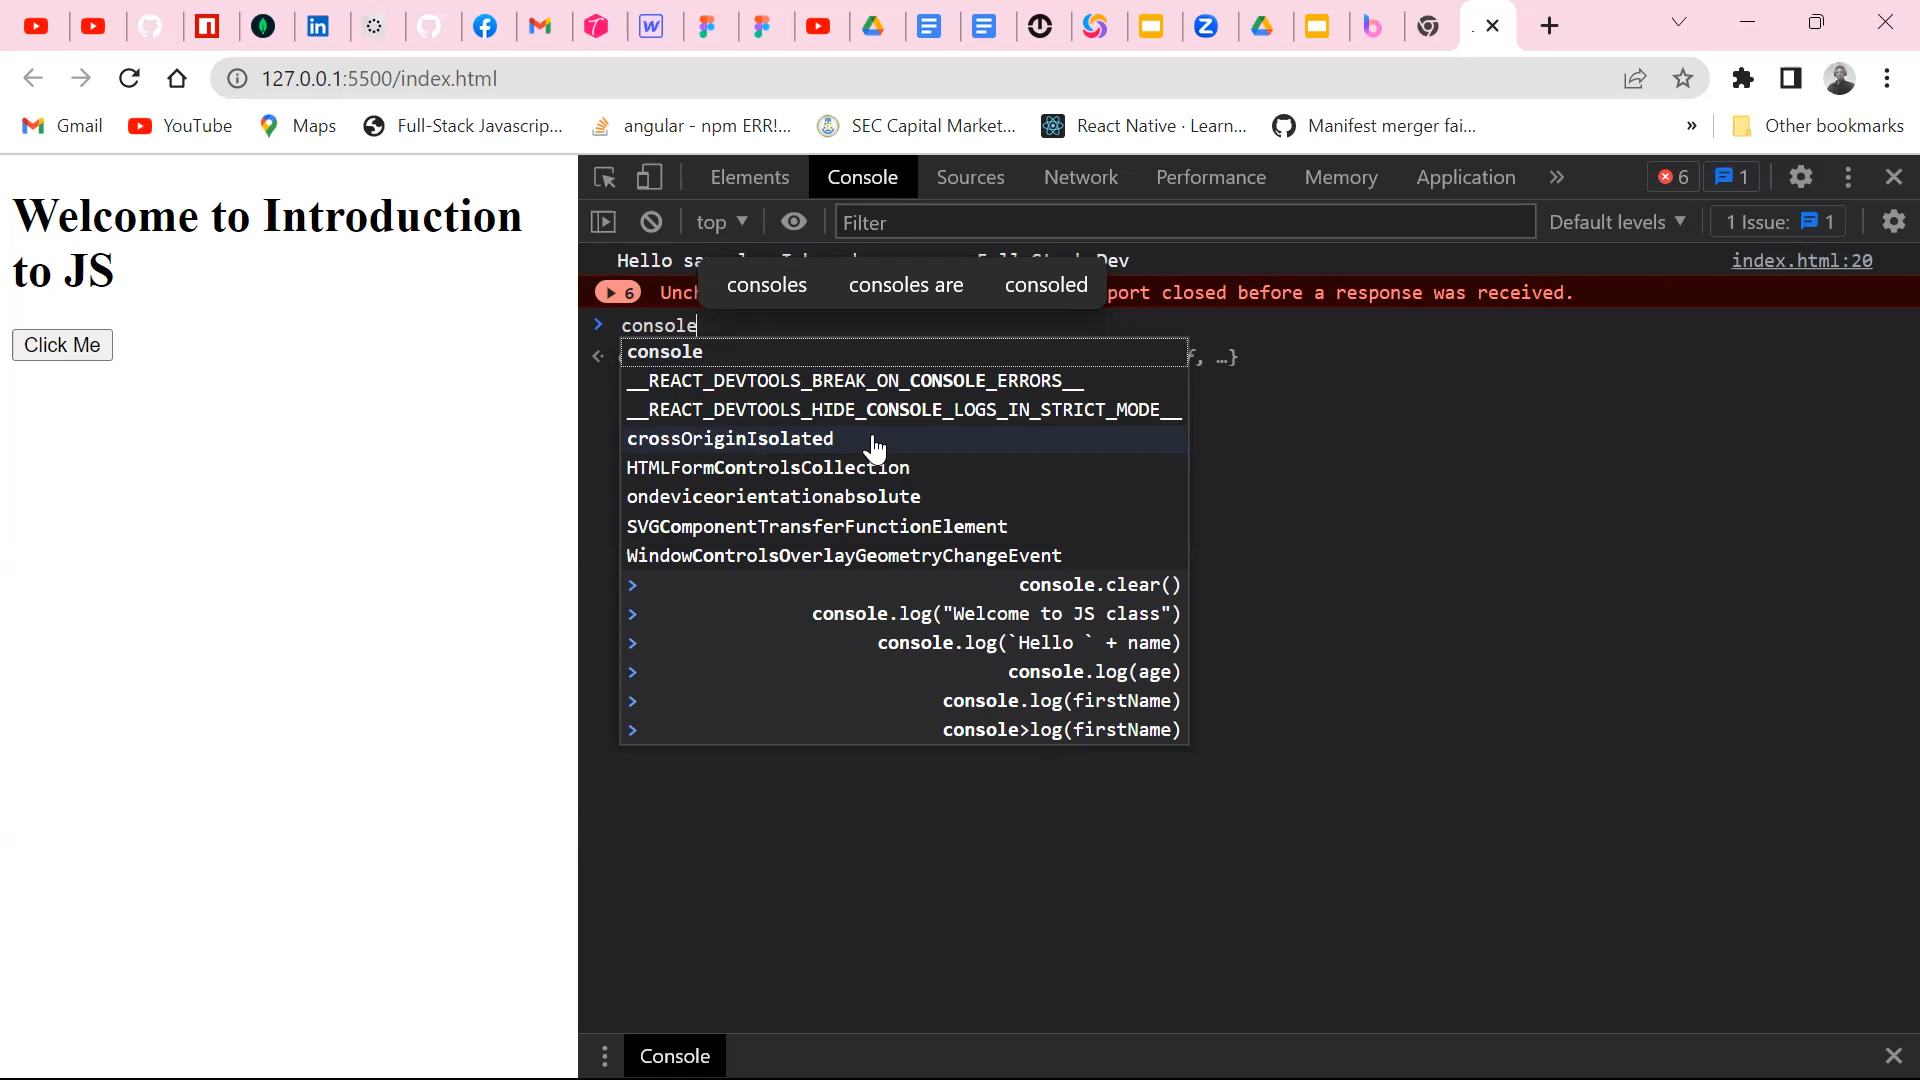 127.0.0.1:5500/index.html
Gmail YouTube Maps Full-Stack Javascrip... angular - npm ERR!... SEC Capital Market... React Native · Learn... Manifest merger fai... » Other bookmarks
Welcome to Introduction
to JS
Click Me
Elements Console Sources Network Performance Memory Application » 6 1
top Filter Default levels 1 Issue: 1
Hello index.html:20
consoles consoles are consoled
6 port closed before a response was received.
> console
console
f, …}
__REACT_DEVTOOLS_BREAK_ON_CONSOLE_ERRORS__
__REACT_DEVTOOLS_HIDE_CONSOLE_LOGS_IN_STRICT_MODE__
crossOriginIsolated
HTMLFormControlsCollection
ondeviceorientationabsolute
SVGComponentTransferFunctionElement
WindowControlsOverlayGeometryChangeEvent
> console.clear()
> console.log("Welcome to JS class")
> console.log(`Hello ` + name)
> console.log(age)
> console.log(firstName)
> console>log(firstName)
Console